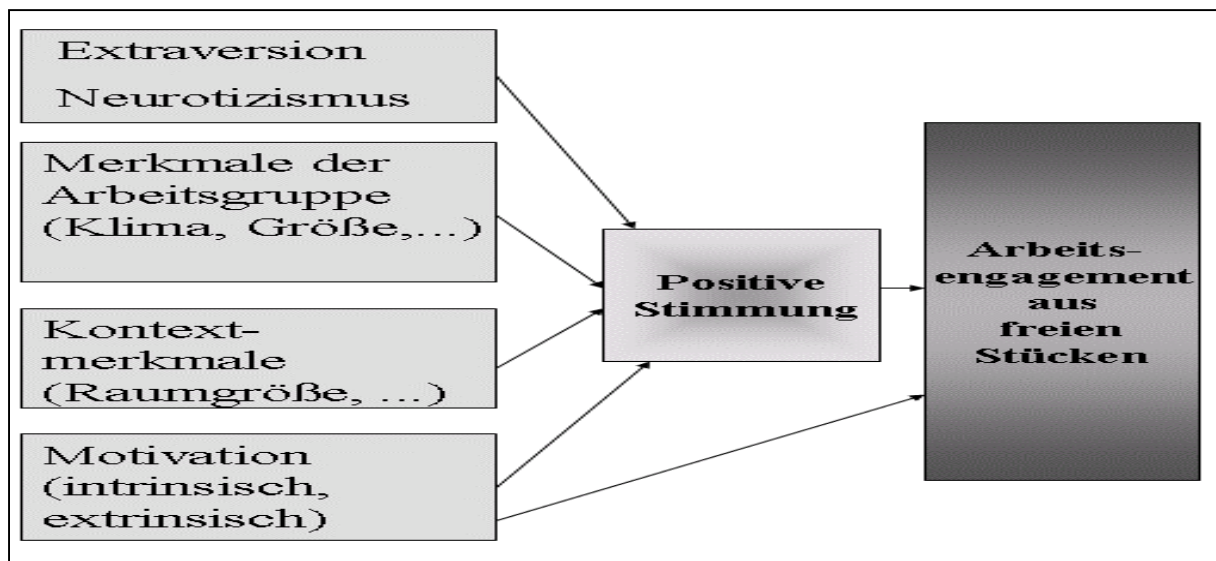 Extraversion
Neurotizismus
Merkmale der
Arbeitsgruppe
(Klima, Größe,...)
Kontext-
merkmale
(Raumgröße, ...)
Motivation
(intrinsisch,
extrinsisch)
Positive
Stimmung
Arbeits-
engagement
aus
freien
Stücken